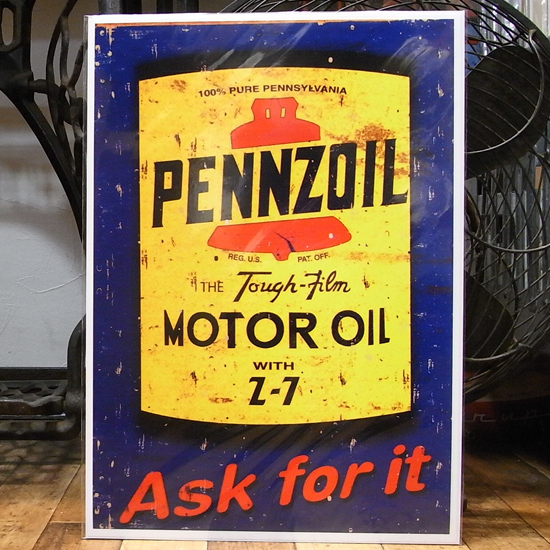 100% PURE PENNSYLVANIA
PENNZOIL
REG. U.S. PAT. OFF.
THE Tough-Film
MOTOR OIL
WITH
Z-7
Ask for it